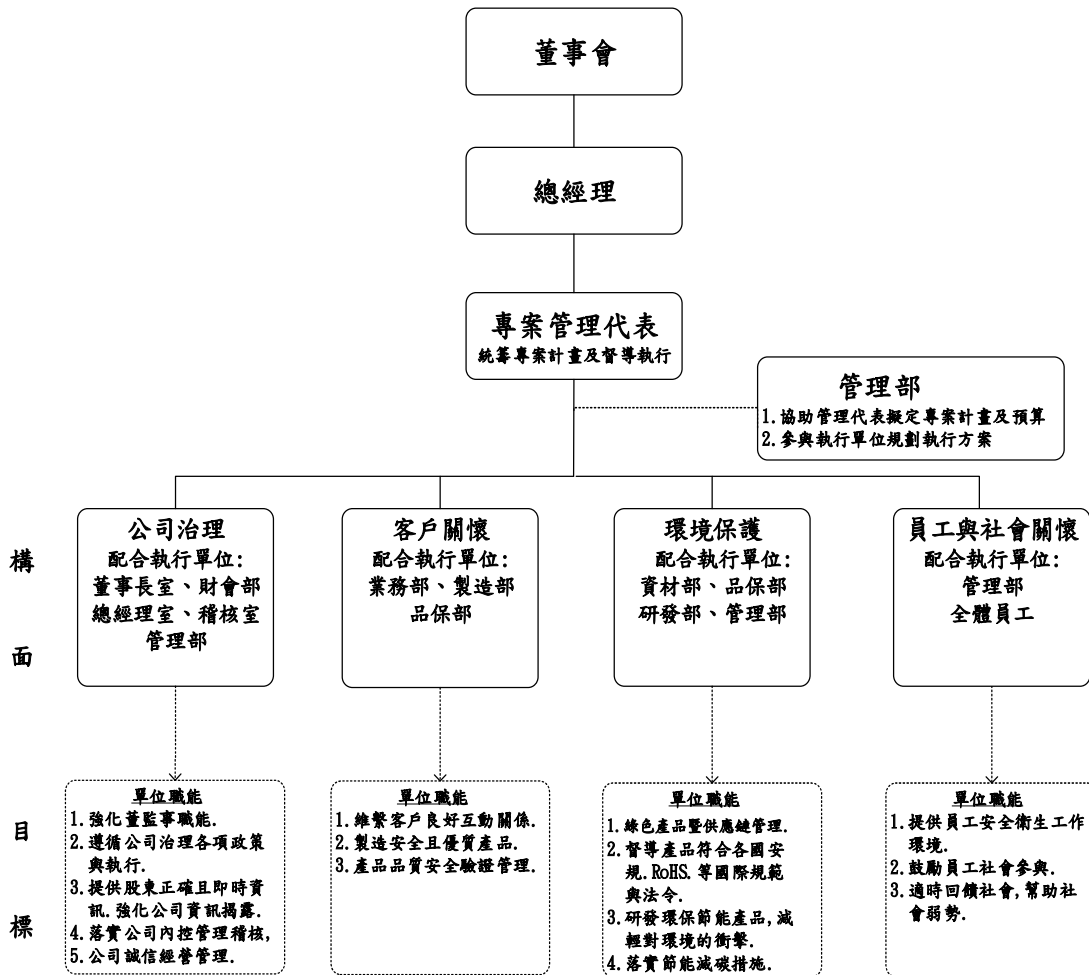 董事會
總經理
專案管理代表
統籌專案計畫及督導執行
管理部
1.協助管理代表擬定專案計畫及預算
2.參與執行單位規劃執行方案
構面
公司治理
配合執行單位:
董事長室、財會部
總經理室、稽核室
管理部
客戶關懷
配合執行單位:
業務部、製造部
品保部
環境保護
配合執行單位:
資材部、品保部
研發部、管理部
員工與社會關懷
配合執行單位:
管理部
全體員工
目標
單位職能
1.強化董監事職能.
2.遵循公司治理各項政策
與執行.
3.提供股東正確且即時資
訊.強化公司資訊揭露.
4.落實公司內控管理稽核,
5.公司誠信經營管理.
單位職能
1.維繫客戶良好互動關係.
2.製造安全且優質產品.
3.產品品質安全驗證管理.
單位職能
1.綠色產品暨供應鏈管理.
2.督導產品符合各國安
規.RoHS.等國際規範
與法令.
3.研發環保節能產品,減
輕對環境的衝擊.
4.落實節能減碳措施.
單位職能
1.提供員工安全衛生工作
環境.
2.鼓勵員工社會參與.
3.適時回饋社會,幫助社
會弱勢.